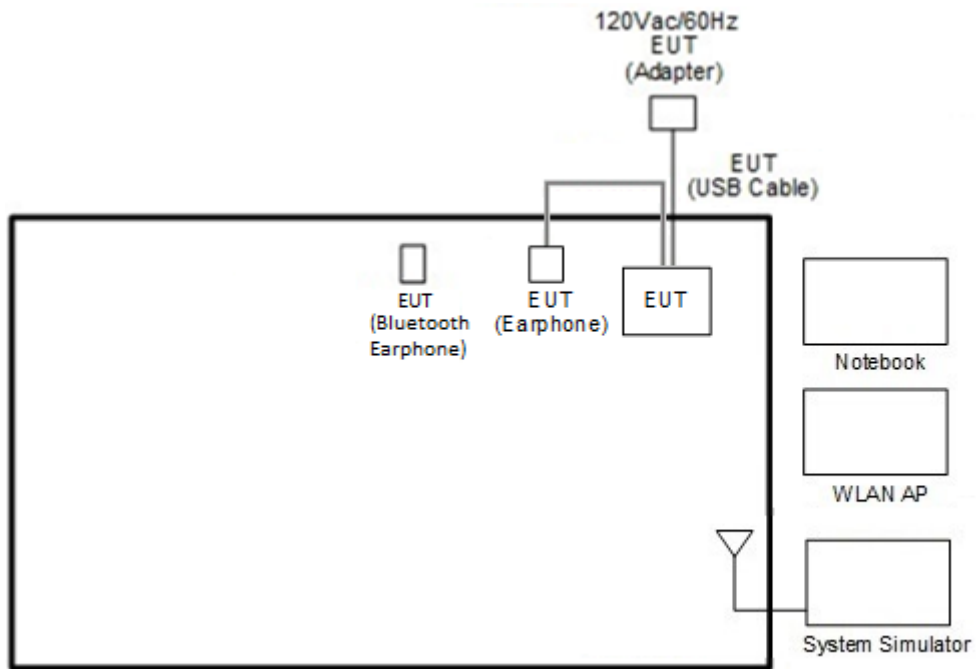 120Vac/60Hz
EUT
(Adapter)
EUT
(USB Cable)
EUT
(Bluetooth
Earphone)
EUT
(Earphone)
EUT
Notebook
WLAN AP
System Simulator